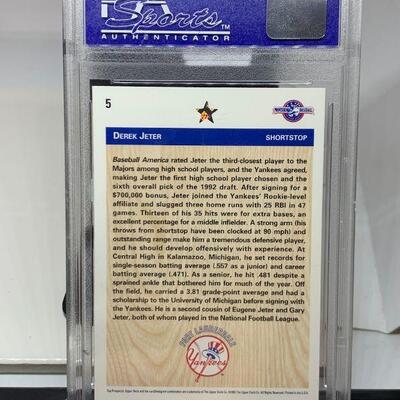 Sports™
AUTHENTICATOR
5
DEREK JETER
SHORTSTOP
Baseball America rated Jeter the third-closest player to the
Majors among high school players, and the Yankees agreed,
making Jeter the first high school player chosen and the
sixth overall pick of the 1992 draft. After signing for a
$700,000 bonus, Jeter joined the Yankees' Rookie-level
affiliate and slugged three home runs with 25 RBI in 47
games. Thirteen of his 35 hits were for extra bases, an
excellent percentage for a middle infielder. A strong arm (his
throws from shortstop have been clocked at 90 mph) and
outstanding range make him a tremendous defensive player,
and he should develop offensively with experience. At
Central High in Kalamazoo, Michigan, he set records for
single-season batting average (.557 as a junior) and career
batting average (.471). As a senior, he hit .481 despite a
sprained ankle that bothered him for much of the year. Off
the field, he carried a 3.81 grade-point average and had a
scholarship to the University of Michigan before signing with
the Yankees. He is a second cousin of Eugene Jeter and Gary
Jeter, both of whom played in the National Football League.
FORT LAUDERDALE
Yankees